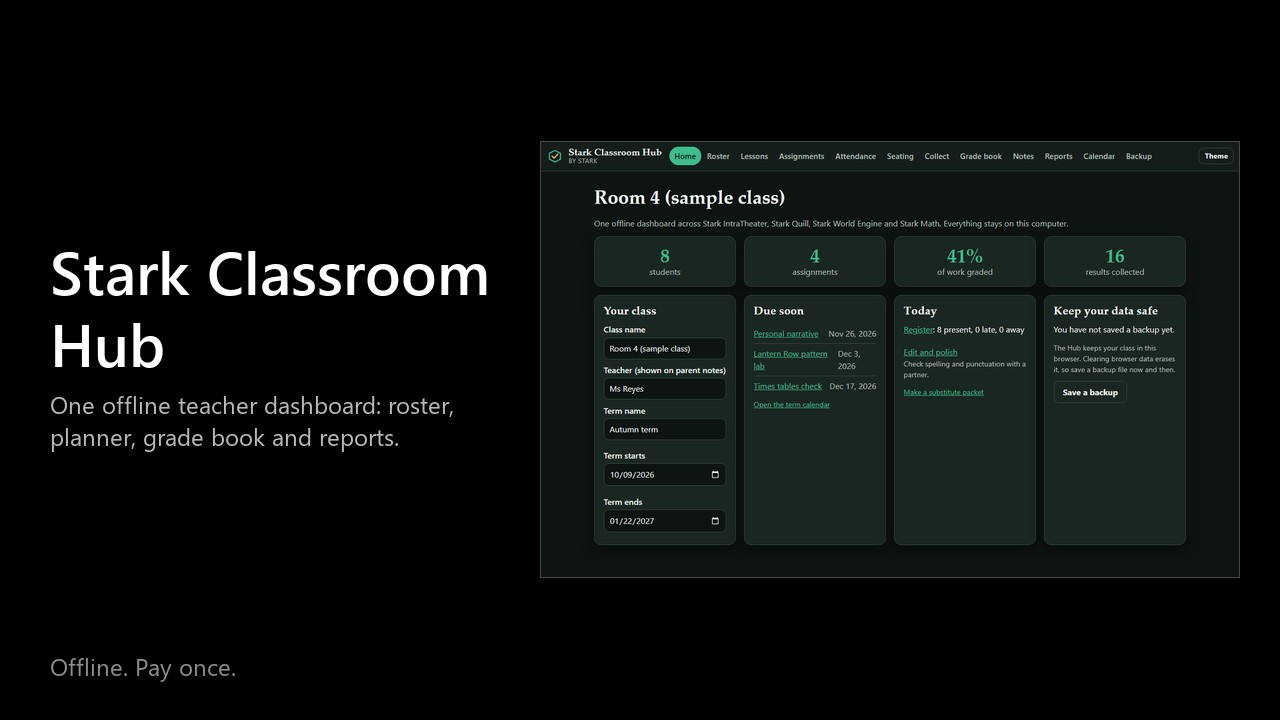 Stark Classroom
Hub
One offline teacher dashboard: roster,
planner, grade book and reports.
Offline. Pay once.
Stark Classroom Hub
BY STARK
Home Roster Lessons Assignments Attendance Seating Collect Grade book Notes Reports Calendar Backup Theme
Room 4 (sample class)
One offline dashboard across Stark IntraTheater, Stark Quill, Stark World Engine and Stark Math. Everything stays on this computer.
8
students
4
assignments
41%
of work graded
16
results collected
Your class
Class name
Room 4 (sample class)
Teacher (shown on parent notes)
Ms Reyes
Term name
Autumn term
Term starts
10/09/2026
Term ends
01/22/2027
Due soon
Personal narrative Nov 26, 2026
Lantern Row pattern Dec 3,
lab 2026
Times tables check Dec 17, 2026
Open the term calendar
Today
Register: 8 present, 0 late, 0 away
Edit and polish
Check spelling and punctuation with a
partner.
Make a substitute packet
Keep your data safe
You have not saved a backup yet.
The Hub keeps your class in this
browser. Clearing browser data erases
it, so save a backup file now and then.
Save a backup